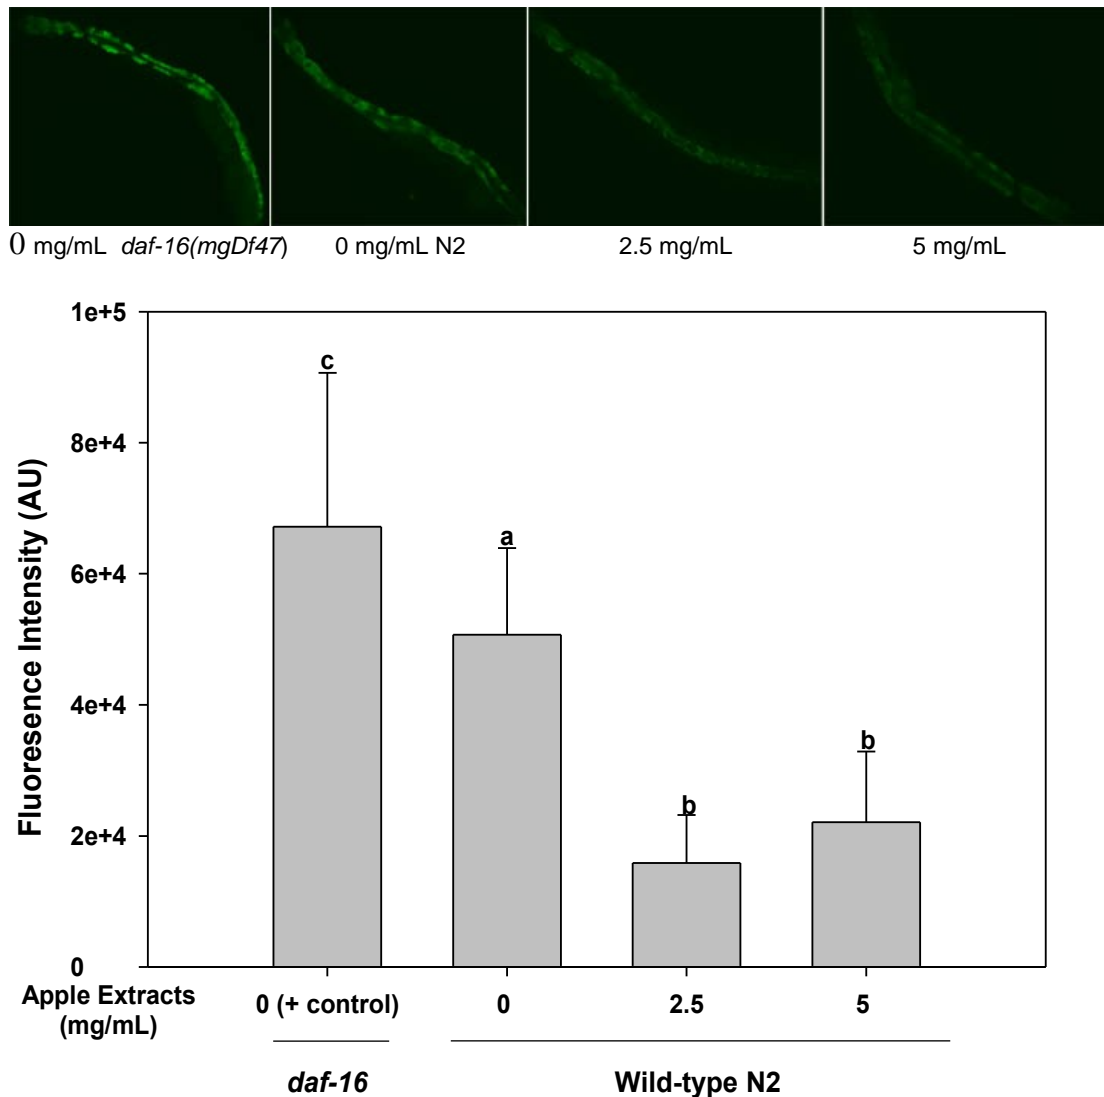 0 mg/mL daf-16(mgDf47) 0 mg/mL N2 2.5 mg/mL 5 mg/mL
1e+5
8e+4
6e+4
4e+4
2e+4
0
Fluoresence Intensity (AU)
c
a
b
b
Apple Extracts
(mg/mL)
0 (+ control) 0 2.5 5
daf-16 Wild-type N2